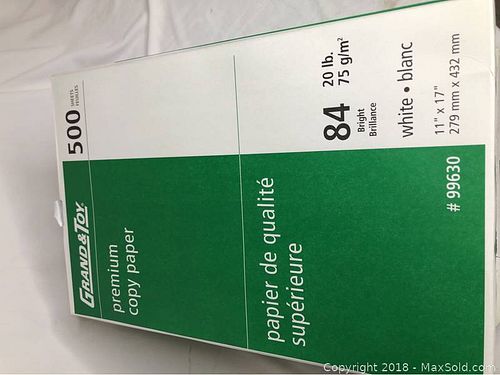 GRAND&TOY
500
SHEETS
FEUILLES
premium
copy paper
papier de qualité
supérieure
84
Bright
Brillance
20 lb.
75 g/m²
white • blanc
11" x 17"
279 mm x 432 mm
# 99630
Copyright 2018 - MaxSold.com